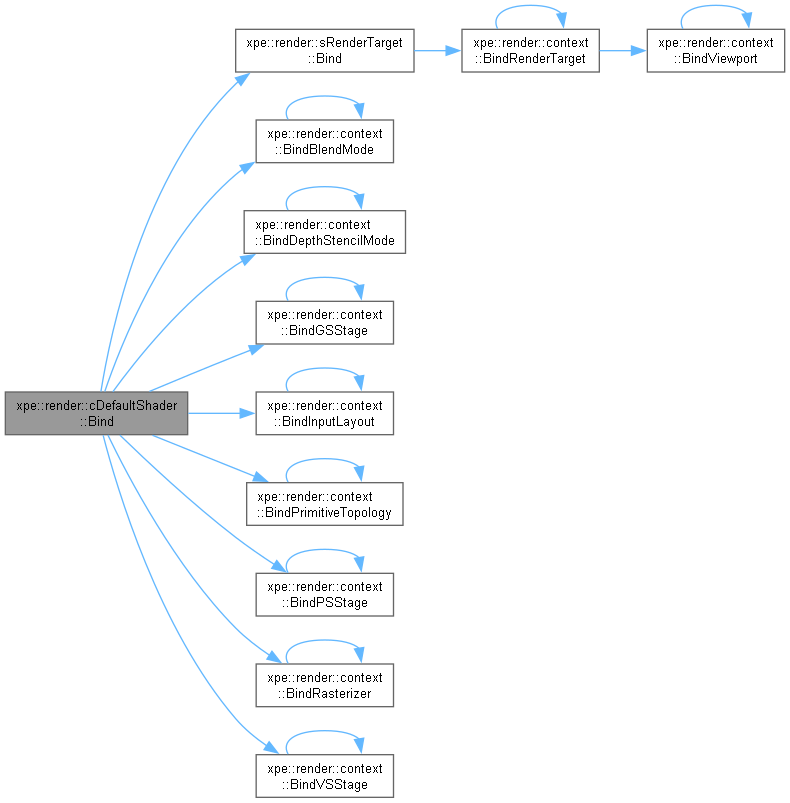 xpe::render::sRenderTarget
::Bind
xpe::render::context
::BindRenderTarget
xpe::render::context
::BindViewport
xpe::render::context
::BindBlendMode
xpe::render::context
::BindDepthStencilMode
xpe::render::context
::BindGSStage
xpe::render::cDefaultShader
::Bind
xpe::render::context
::BindInputLayout
xpe::render::context
::BindPrimitiveTopology
xpe::render::context
::BindPSStage
xpe::render::context
::BindRasterizer
xpe::render::context
::BindVSStage